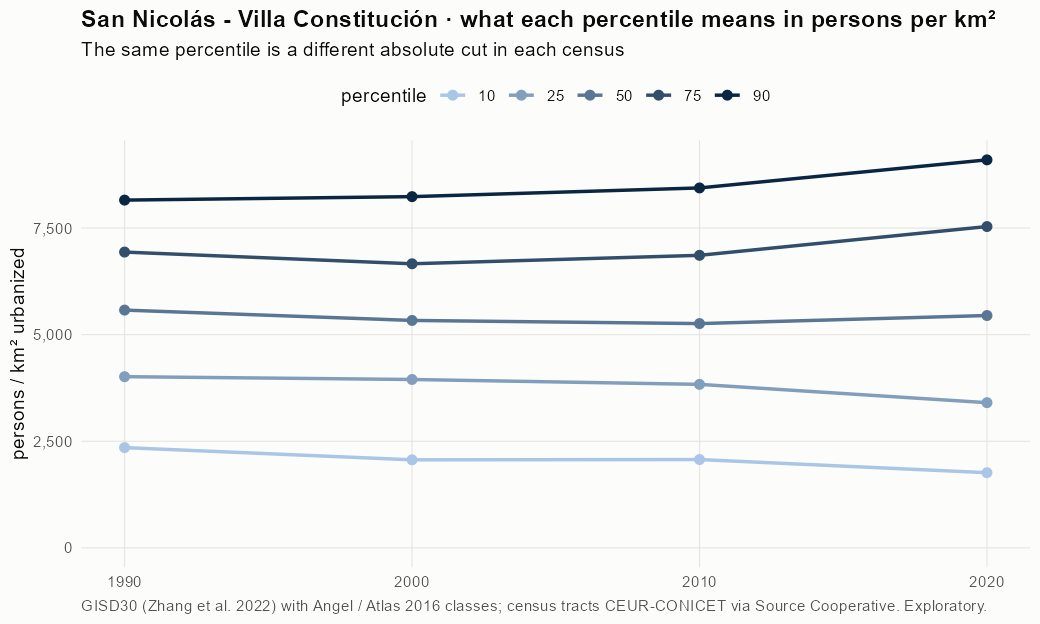 San Nicolás - Villa Constitución · what each percentile means in persons per km²
The same percentile is a different absolute cut in each census
percentile 10 25 50 75 90
persons / km² urbanized
7,500
5,000
2,500
0
1990 2000 2010 2020
GISD30 (Zhang et al. 2022) with Angel / Atlas 2016 classes; census tracts CEUR-CONICET via Source Cooperative. Exploratory.